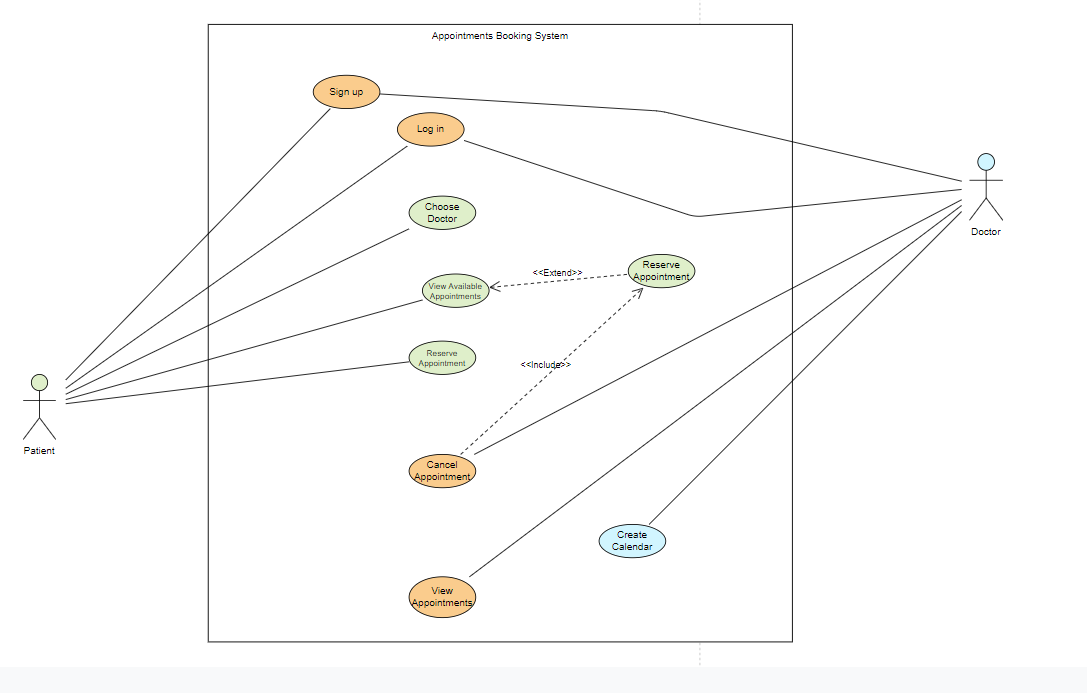 Appointments Booking System
Sign up
Log in
Choose
Doctor
Doctor
<<Extend>>
Reserve
Appointment
View Available
Appointments
Reserve
Appointment
<<Include>>
Patient
Cancel
Appointment
Create
Calendar
View
Appointments